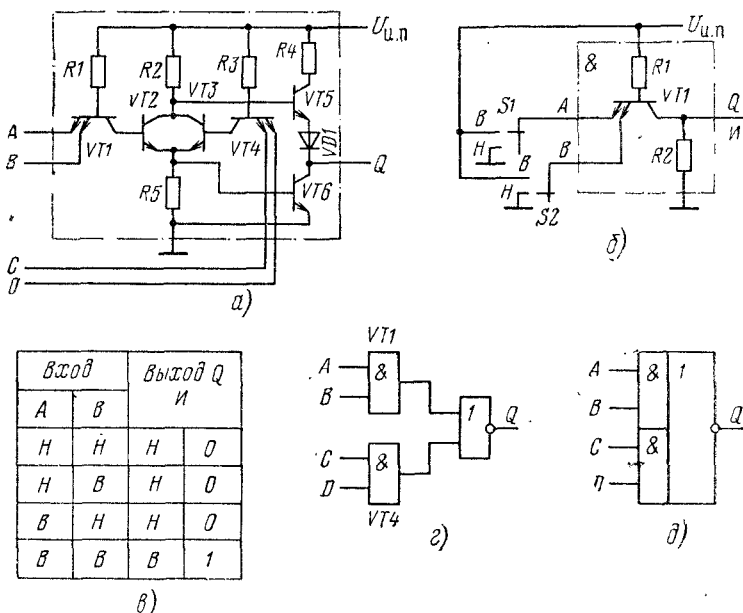 Uи.п
R1
R2
R3
R4
VT2
VT3
VT5
A
B
VT1
VT4
VD1
Q
R5
VT6
C
D
а)
Uи.п
&
R1
S1
A
VT1
Q
В
И
Н
В
B
R2
Н
S2
б)
Вход
Выход Q
И
A
B
Н Н Н 0
Н В Н 0
В Н Н 0
В В В 1
в)
VT1
A
&
B
1
Q
C
&
D
VT4
г)
A
&
1
B
Q
C
&
д)